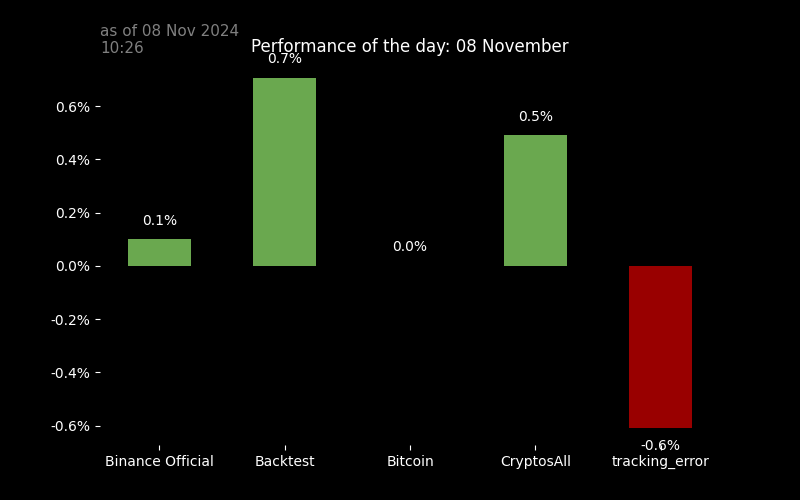 as of 08 Nov 2024
10:26
Performance of the day: 08 November
0.7%
0.6%
0.5%
0.4%
0.2%
0.1%
0.0%
0.0%
-0.2%
-0.4%
-0.6%
-0.6%
Binance Official
Backtest
Bitcoin
CryptosAll
tracking_error